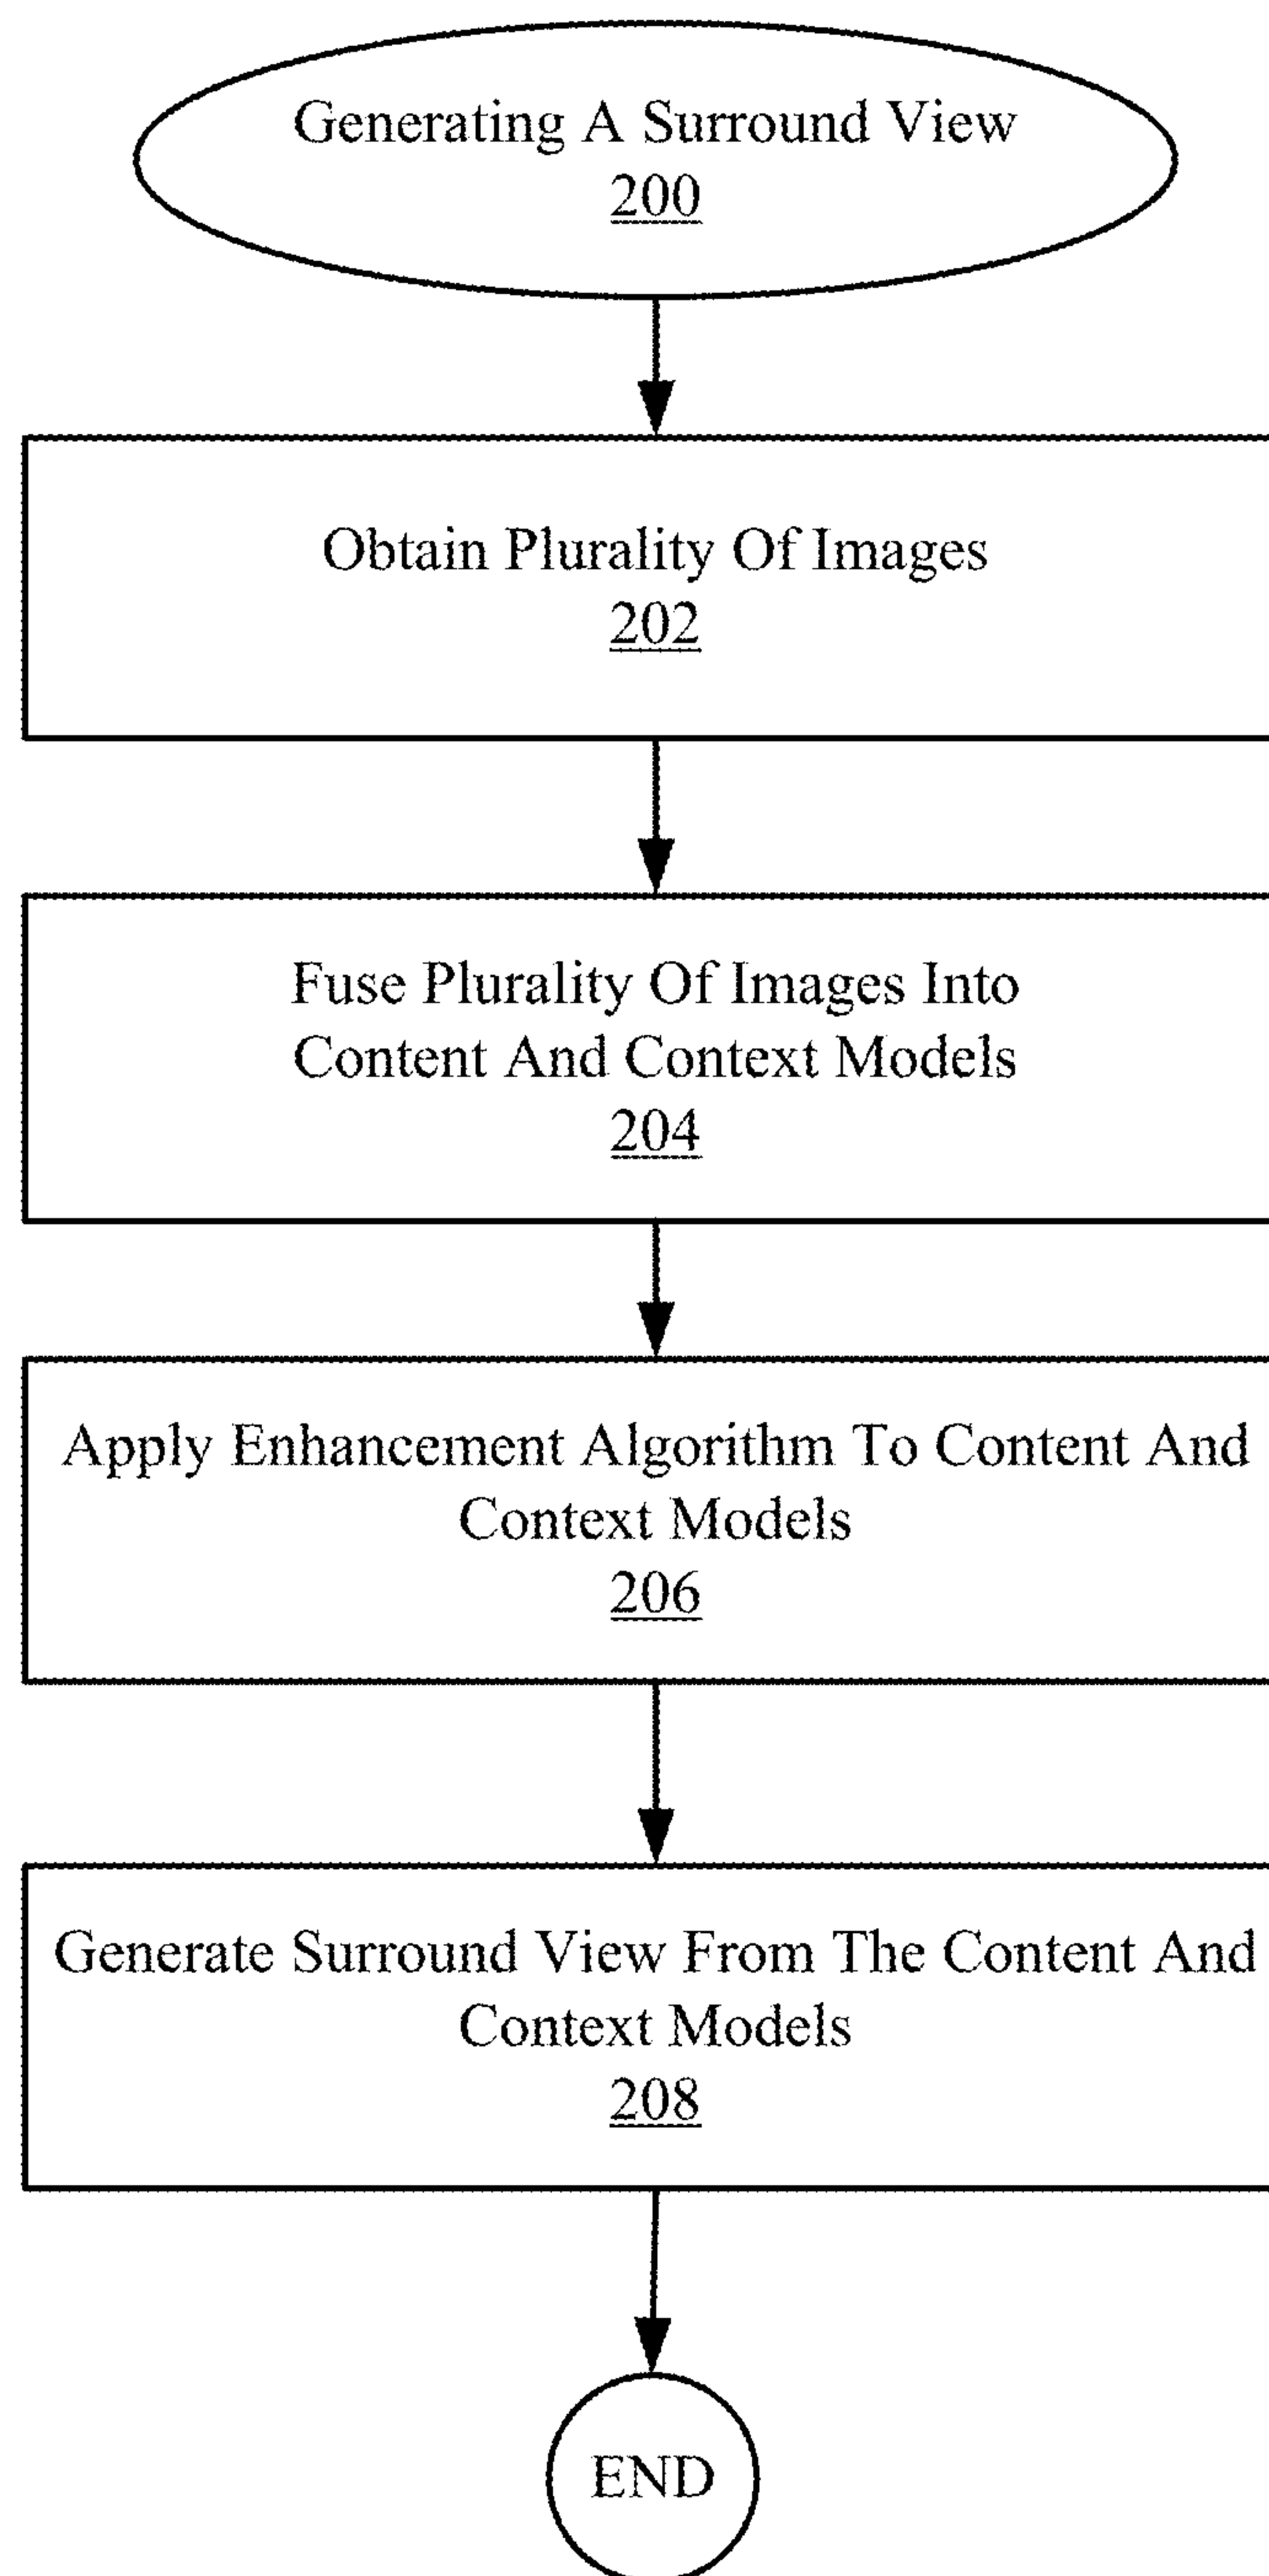 Generating A Surround View
200
Obtain Plurality Of Images
202
Fuse Plurality Of Images Into
Content And Context Models
204
Apply Enhancement Algorithm To Content And
Context Models
206
Generate Surround View From The Content And
Context Models
208
END